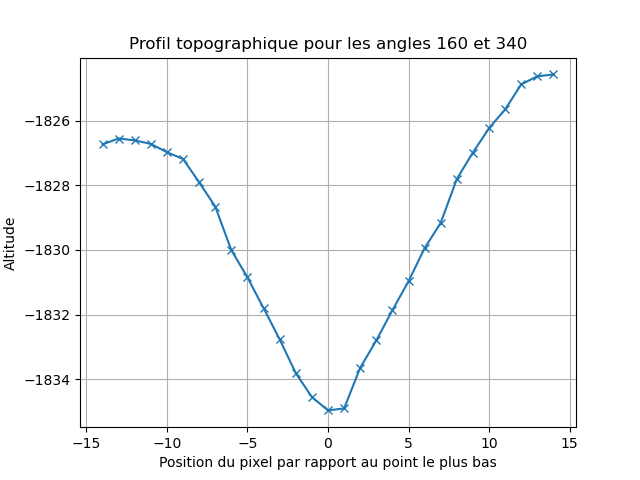 Profil topographique pour les angles 160 et 340
Altitude
−1826
−1828
−1830
−1832
−1834
−15 −10 −5 0 5 10 15
Position du pixel par rapport au point le plus bas